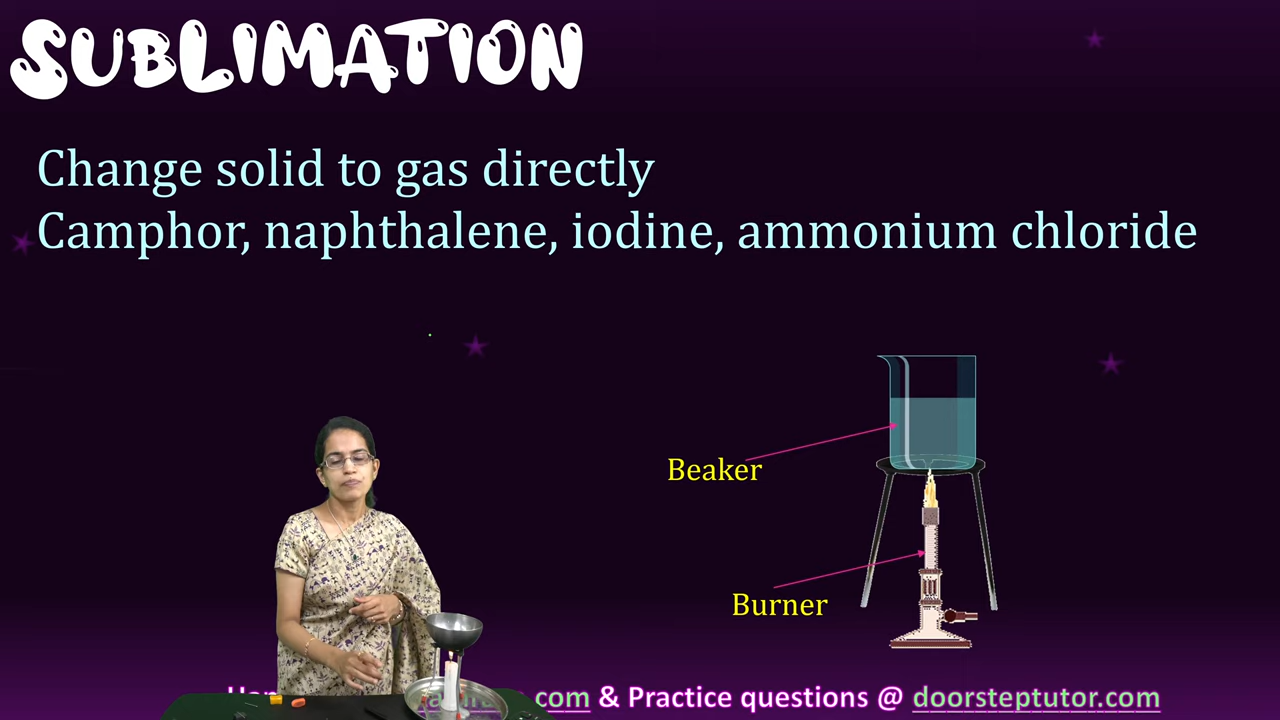 SUBLIMATION
Change solid to gas directly
Camphor, naphthalene, iodine, ammonium chloride
Beaker
Burner
com & Practice questions @ doorsteptutor.com